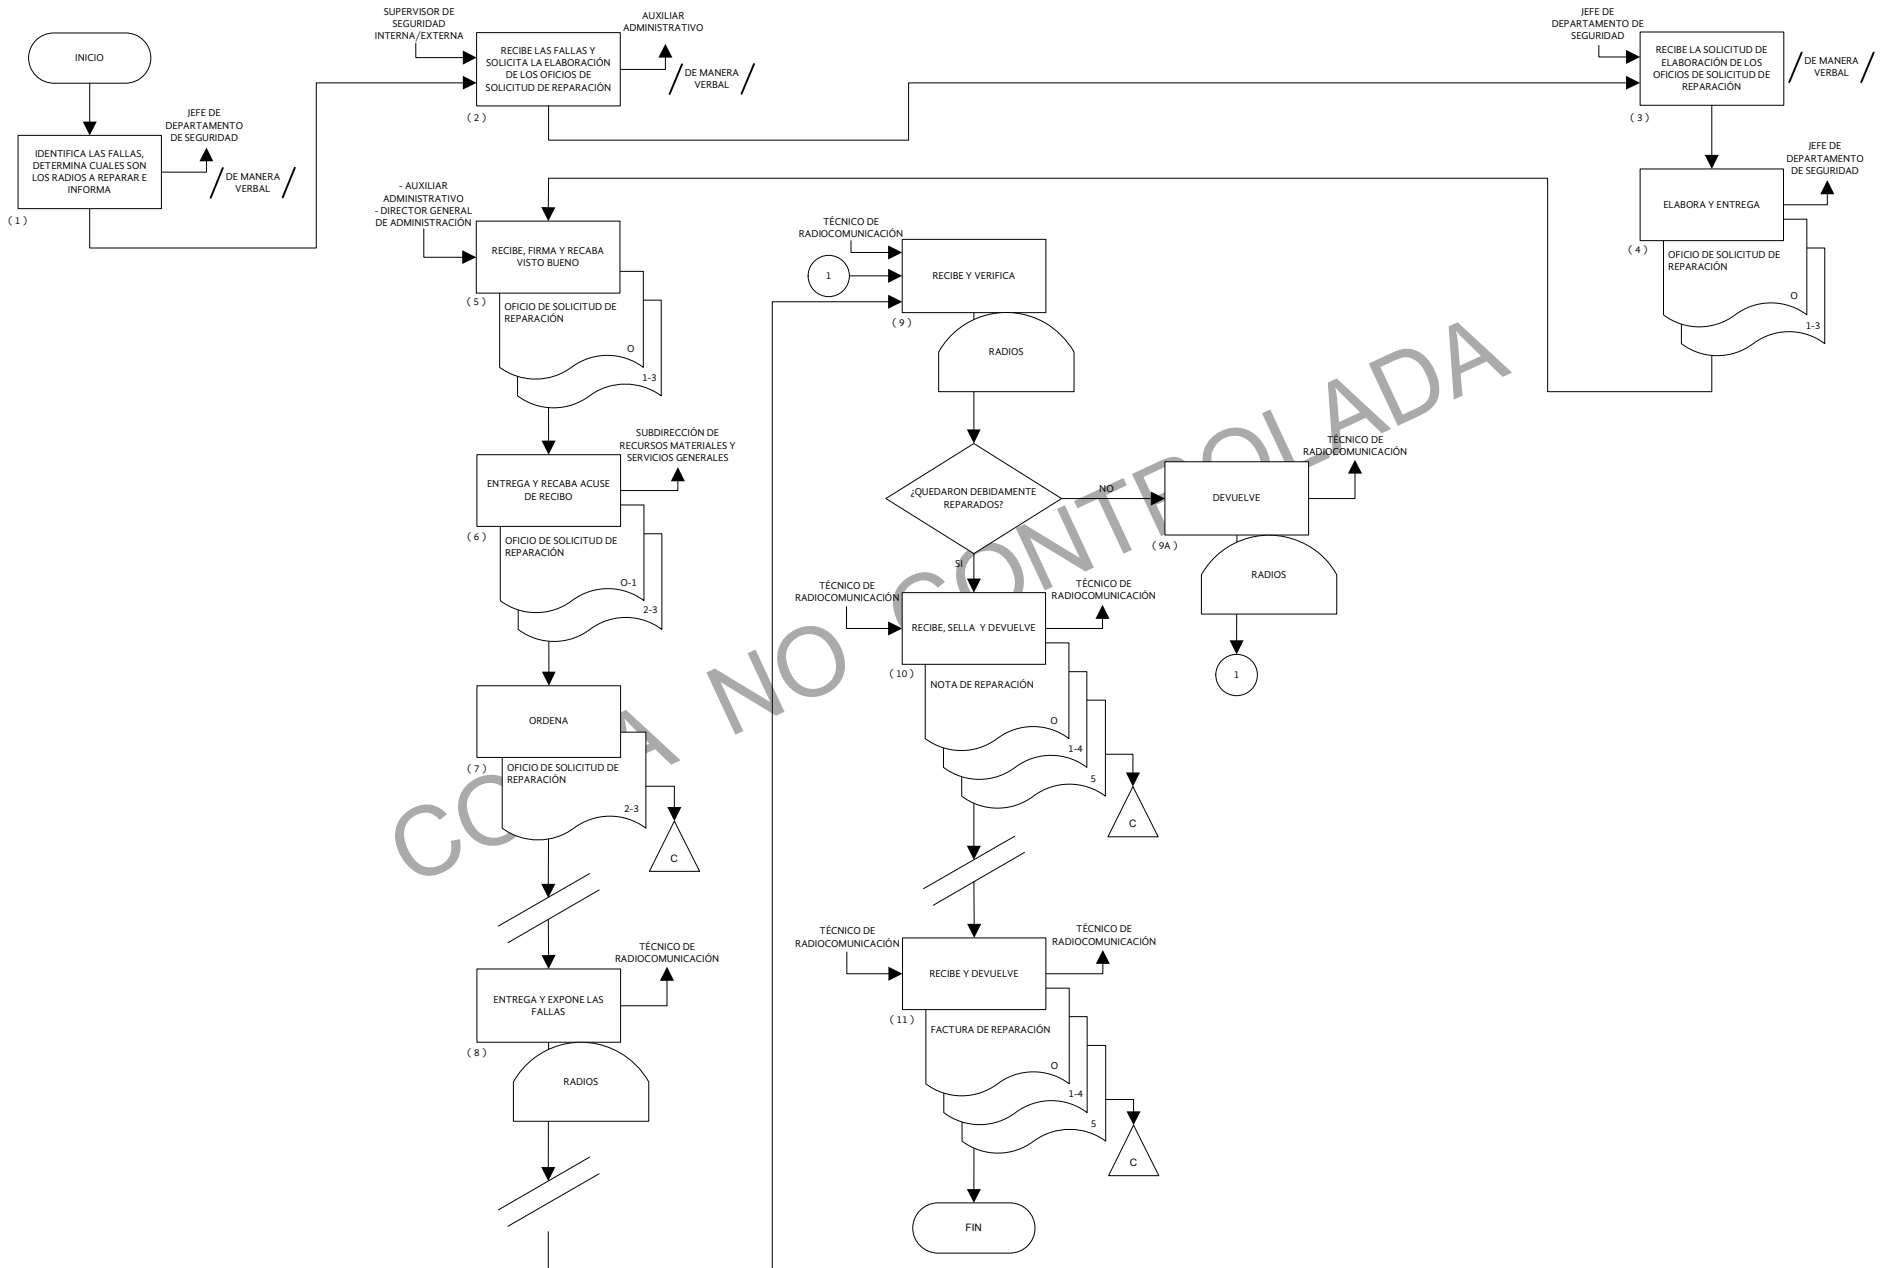 INICIO
JEFE DE
DEPARTAMENTO
DE SEGURIDAD
IDENTIFICA LAS FALLAS,
DETERMINA CUALES SON
LOS RADIOS A REPARAR E
INFORMA
DE MANERA
VERBAL
( 1 )
SUPERVISOR DE
SEGURIDAD
INTERNA/EXTERNA
RECIBE LAS FALLAS Y
SOLICITA LA ELABORACIÓN
DE LOS OFICIOS DE
SOLICITUD DE REPARACIÓN
( 2 )
AUXILIAR
ADMINISTRATIVO
DE MANERA
VERBAL
JEFE DE
DEPARTAMENTO DE
SEGURIDAD
RECIBE LA SOLICITUD DE
ELABORACIÓN DE LOS
OFICIOS DE SOLICITUD DE
REPARACIÓN
DE MANERA
VERBAL
( 3 )
JEFE DE
DEPARTAMENTO
DE SEGURIDAD
ELABORA Y ENTREGA
( 4 )
OFICIO DE SOLICITUD DE
REPARACIÓN
O
1-3
- AUXILIAR
ADMINISTRATIVO
- DIRECTOR GENERAL
DE ADMINISTRACIÓN
RECIBE, FIRMA Y RECABA
VISTO BUENO
( 5 )
OFICIO DE SOLICITUD DE
REPARACIÓN
O
1-3
SUBDIRECCIÓN DE
RECURSOS MATERIALES Y
SERVICIOS GENERALES
ENTREGA Y RECABA ACUSE
DE RECIBO
( 6 )
OFICIO DE SOLICITUD DE
REPARACIÓN
O-1
2-3
ORDENA
( 7 )
OFICIO DE SOLICITUD DE
REPARACIÓN
2-3
C
TÉCNICO DE
RADIOCOMUNICACIÓN
ENTREGA Y EXPONE LAS
FALLAS
( 8 )
RADIOS
TÉCNICO DE
RADIOCOMUNICACIÓN
1
RECIBE Y VERIFICA
( 9 )
RADIOS
¿QUEDARON DEBIDAMENTE
REPARADOS?
NO
SI
TÉCNICO DE
RADIOCOMUNICACIÓN
DEVUELVE
( 9A )
RADIOS
1
TÉCNICO DE
RADIOCOMUNICACIÓN
TÉCNICO DE
RADIOCOMUNICACIÓN
RECIBE, SELLA Y DEVUELVE
( 10 )
NOTA DE REPARACIÓN
O
1-4
5
C
TÉCNICO DE
RADIOCOMUNICACIÓN
TÉCNICO DE
RADIOCOMUNICACIÓN
RECIBE Y DEVUELVE
( 11 )
FACTURA DE REPARACIÓN
O
1-4
5
C
FIN
COPIA NO CONTROLADA